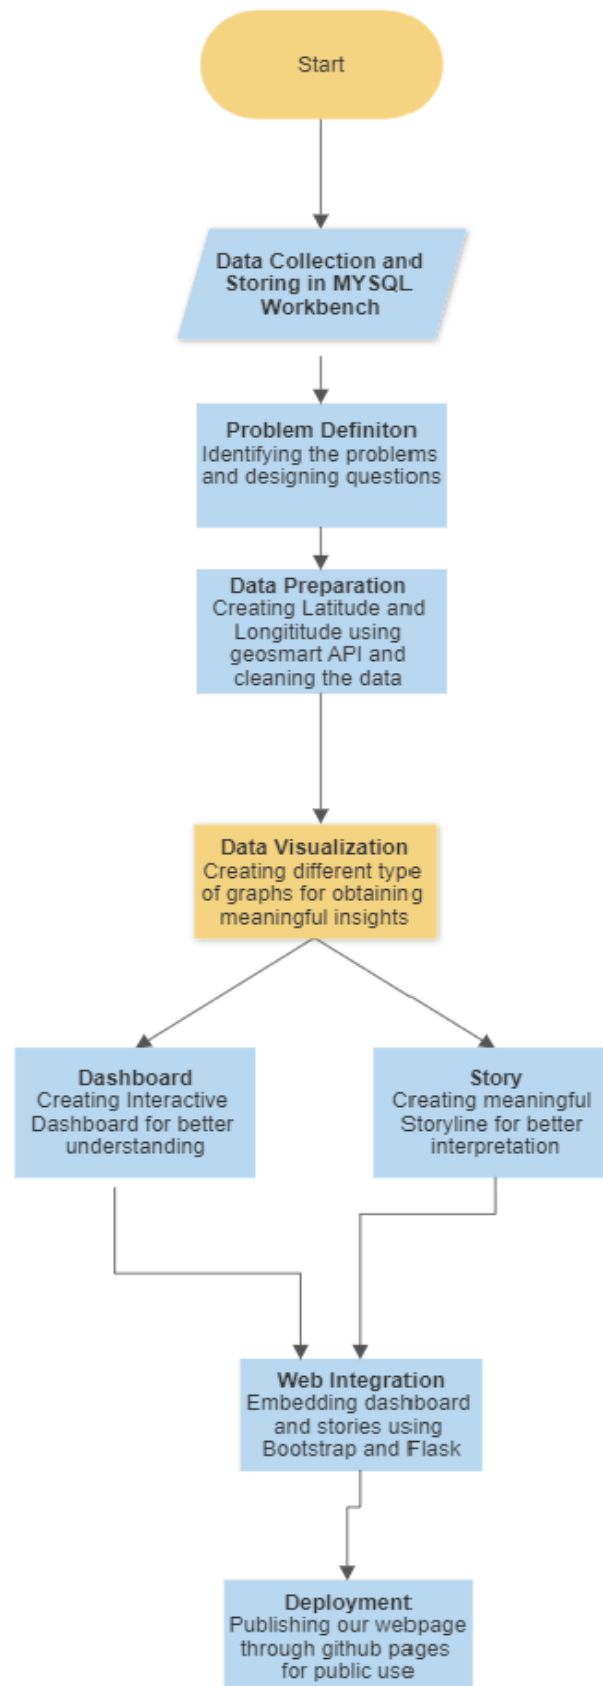 Start
Data Collection and
Storing in MYSQL
Workbench
Problem Definiton
Identifying the problems
and designing questions
Data Preparation
Creating Latitude and
Longititude using
geosmart API and
cleaning the data
Data Visualization
Creating different type
of graphs for obtaining
meaningful insights
Dashboard
Creating Interactive
Dashboard for better
understanding
Story
Creating meaningful
Storyline for better
interpretation
Web Integration
Embedding dashboard
and stories using
Bootstrap and Flask
Deployment
Publishing our webpage
through github pages
for public use